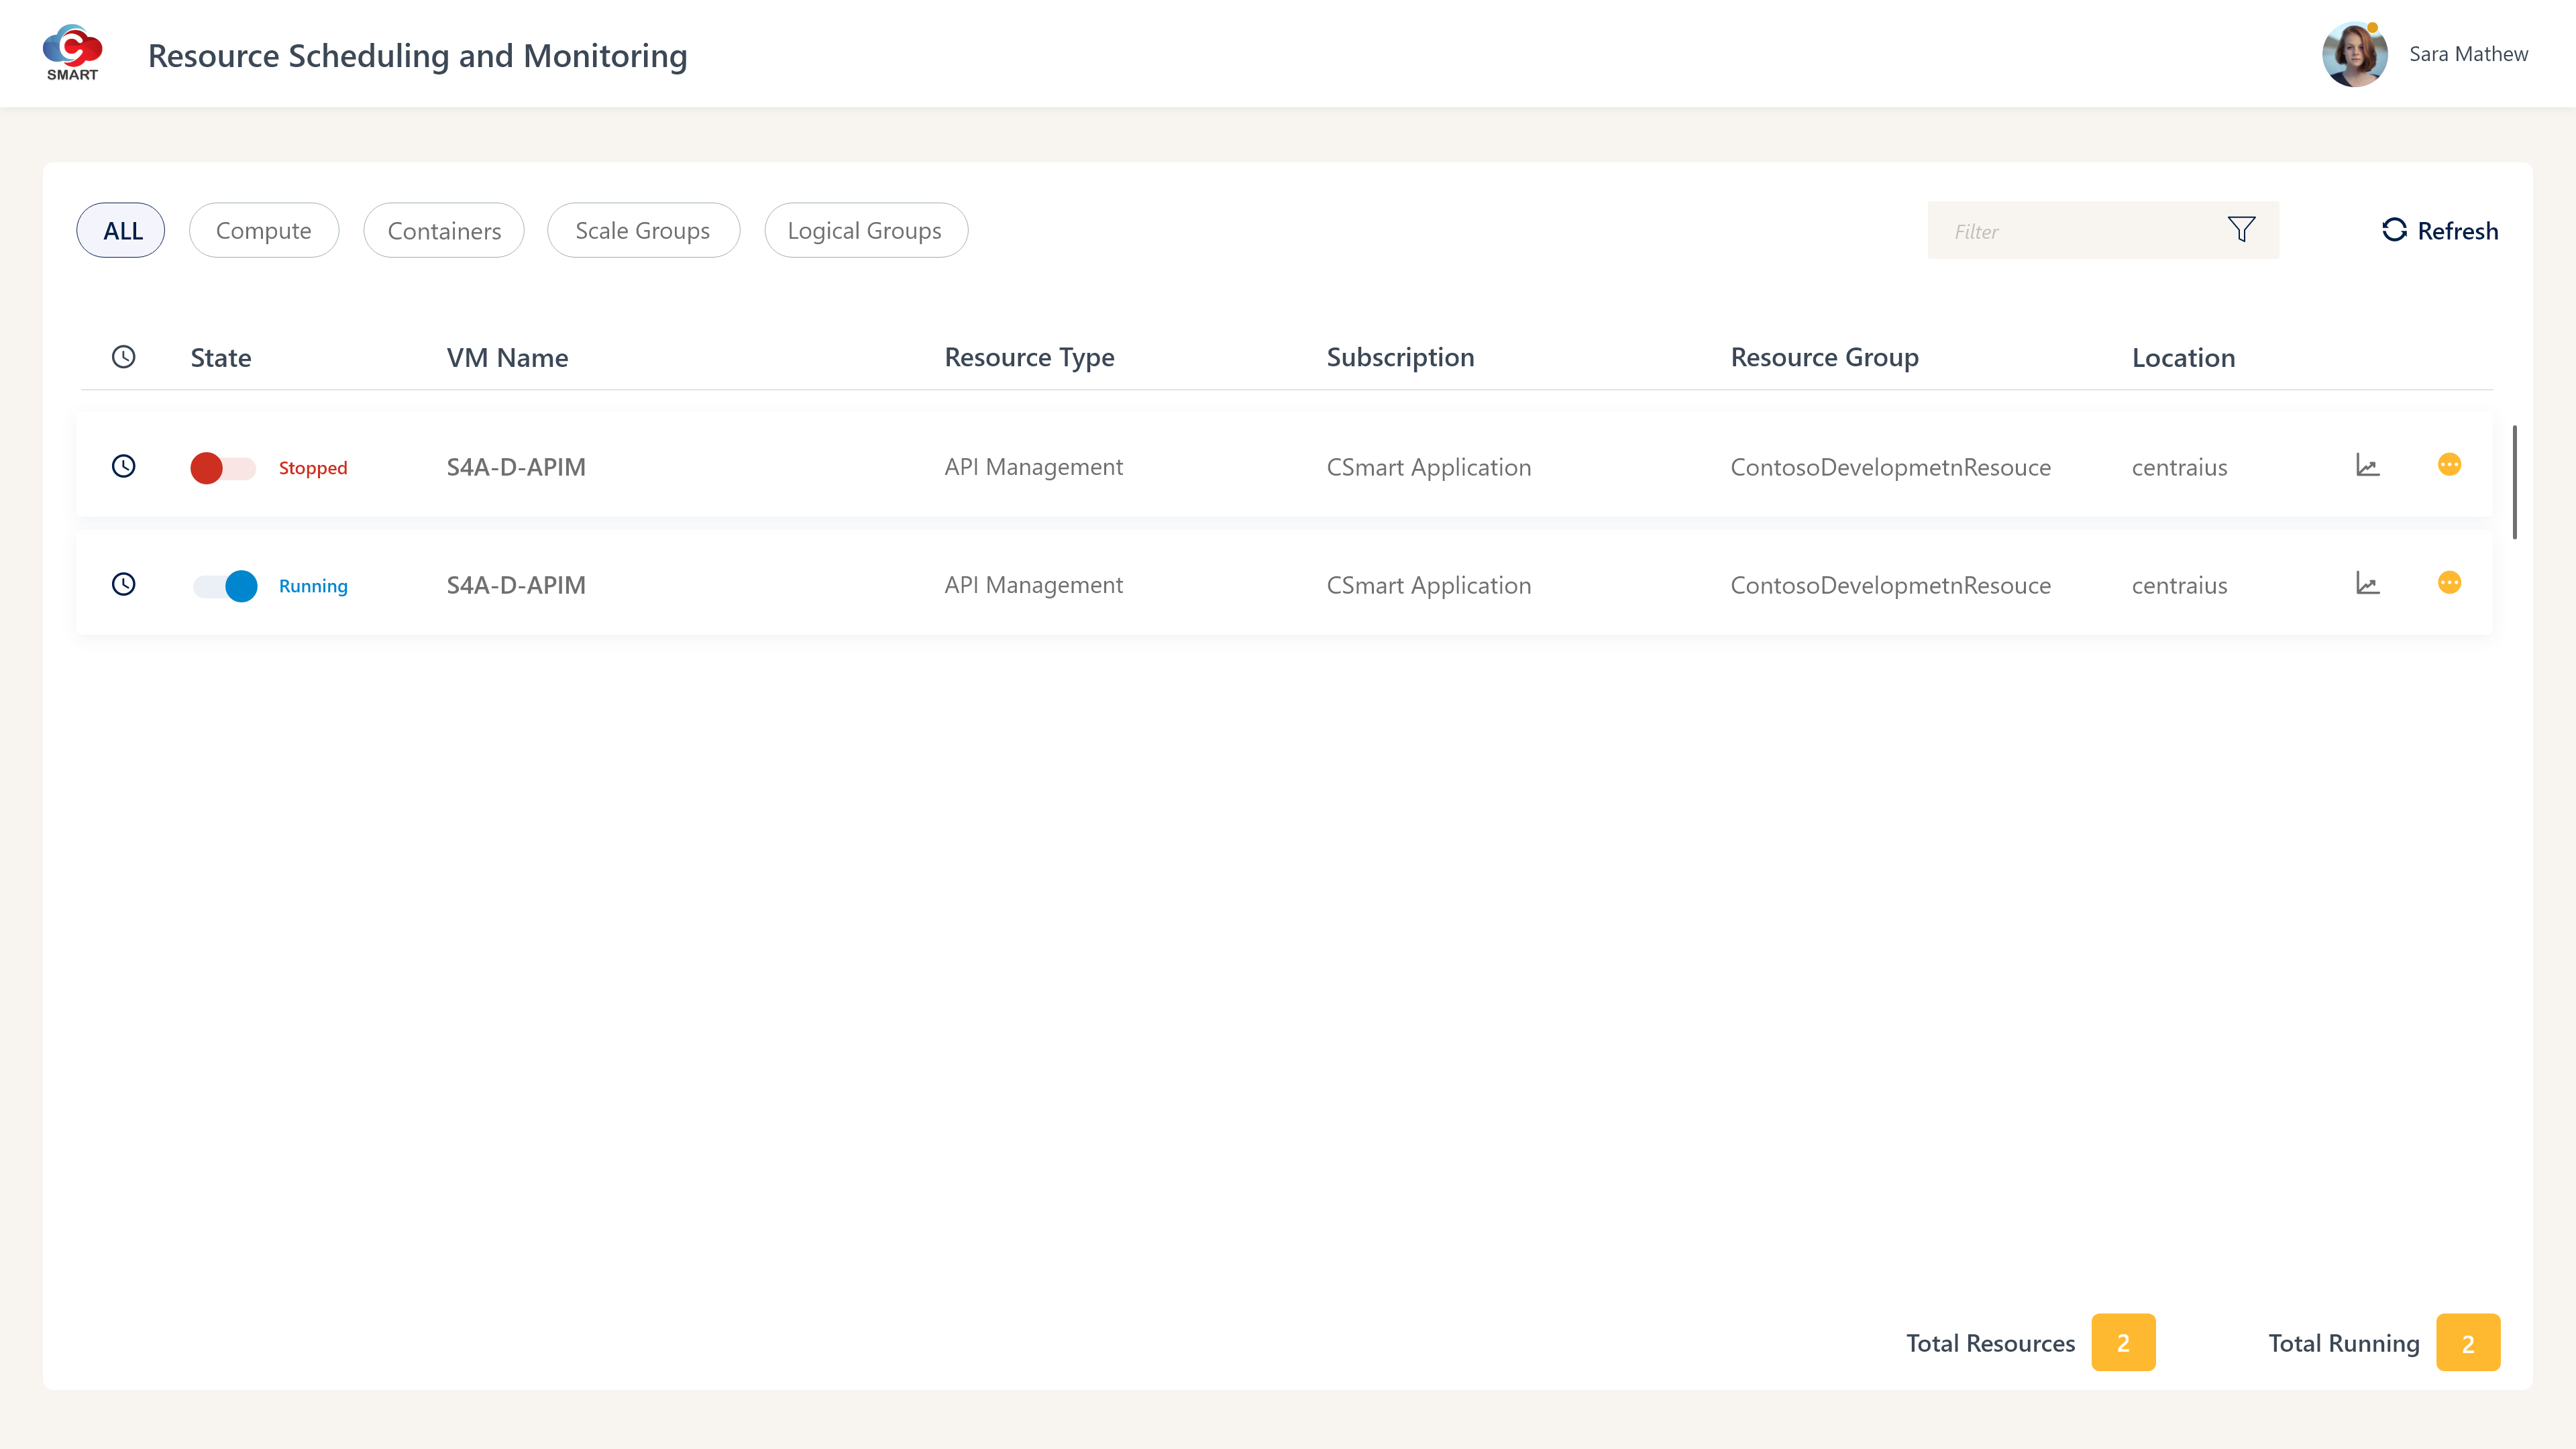 C
SMART
Resource Scheduling and Monitoring
Sara Mathew
ALL Compute Containers Scale Groups Logical Groups Filter Refresh
State VM Name Resource Type Subscription Resource Group Location
Stopped S4A-D-APIM API Management CSmart Application ContosoDevelopmetnResouce centraius
Running S4A-D-APIM API Management CSmart Application ContosoDevelopmetnResouce centraius
Total Resources 2 Total Running 2